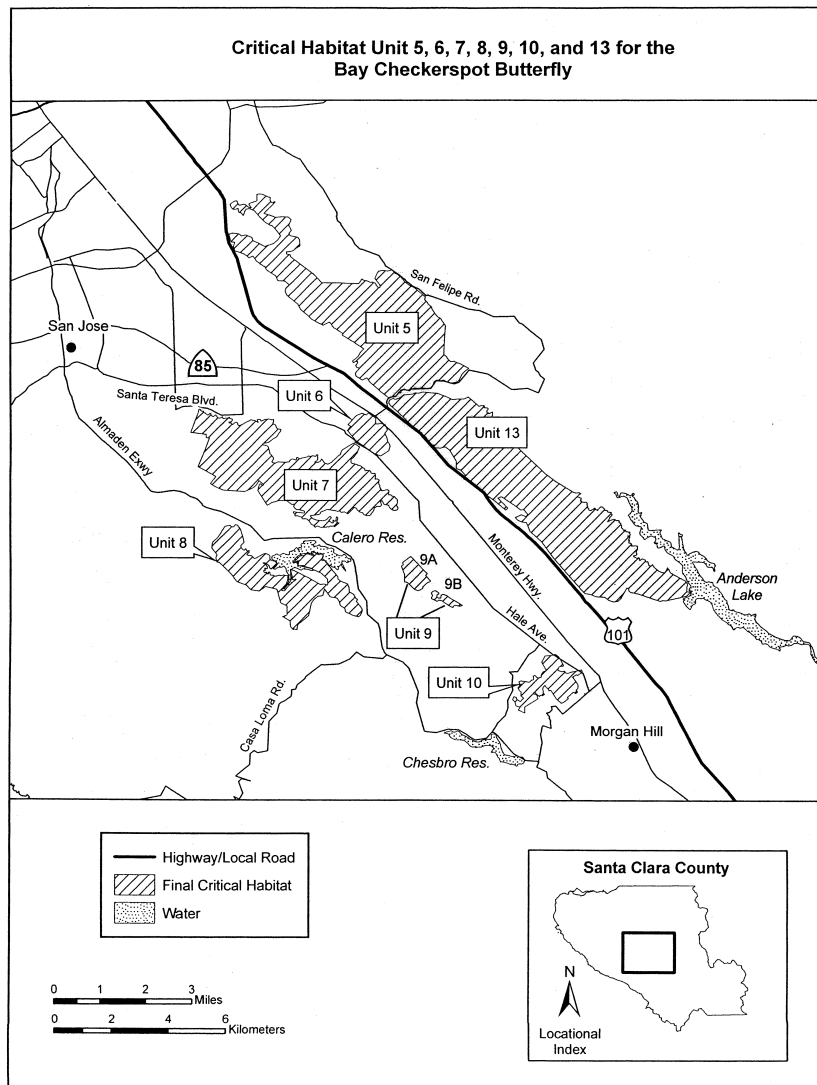 Critical Habitat Unit 5, 6, 7, 8, 9, 10, and 13 for the
Bay Checkerspot Butterfly
San Felipe Rd.
Unit 5
San Jose
85
Santa Teresa Blvd.
Unit 6
Almaden Exwy
Unit 13
Unit 7
Calero Res.
Unit 8
9A
9B
Monterey Hwy.
Anderson
Lake
Unit 9
Hale Ave.
101
Unit 10
Casa Loma Rd.
Morgan Hill
Chesbro Res.
Highway/Local Road
Final Critical Habitat
Water
0 1 2 3
Miles
0 2 4 6
Kilometers
Santa Clara County
N
Locational
Index